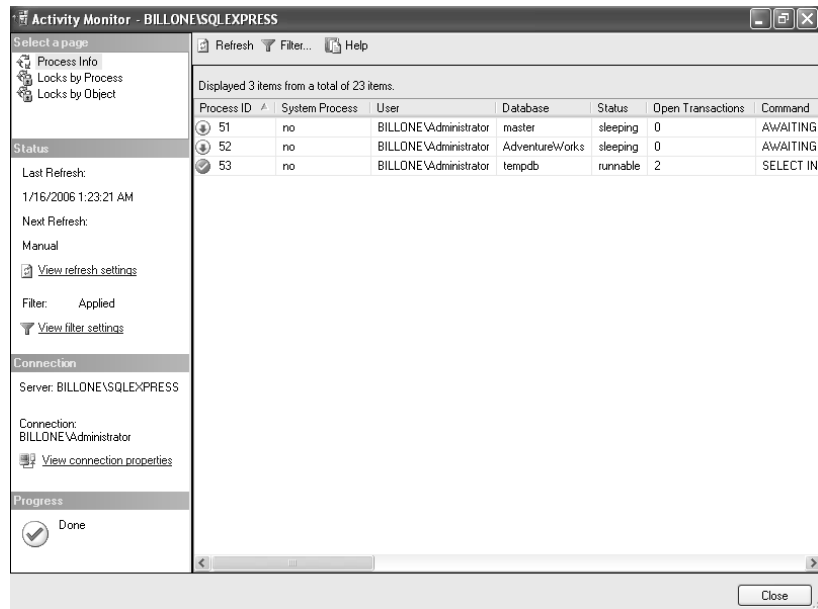 Activity Monitor - BILLONE\SQLEXPRESS
Select a page
Process Info
Locks by Process
Locks by Object
Status
Last Refresh:
1/16/2006 1:23:21 AM
Next Refresh:
Manual
View refresh settings
Filter: Applied
View filter settings
Connection
Server: BILLONE\SQLEXPRESS
Connection:
BILLONE\Administrator
View connection properties
Progress
Done
Refresh Filter... Help
Displayed 3 items from a total of 23 items.
Process ID System Process User Database Status Open Transactions Command
51 no BILLONE\Administrator master sleeping 0 AWAITING
52 no BILLONE\Administrator AdventureWorks sleeping 0 AWAITING
53 no BILLONE\Administrator tempdb runnable 2 SELECT IN
Close